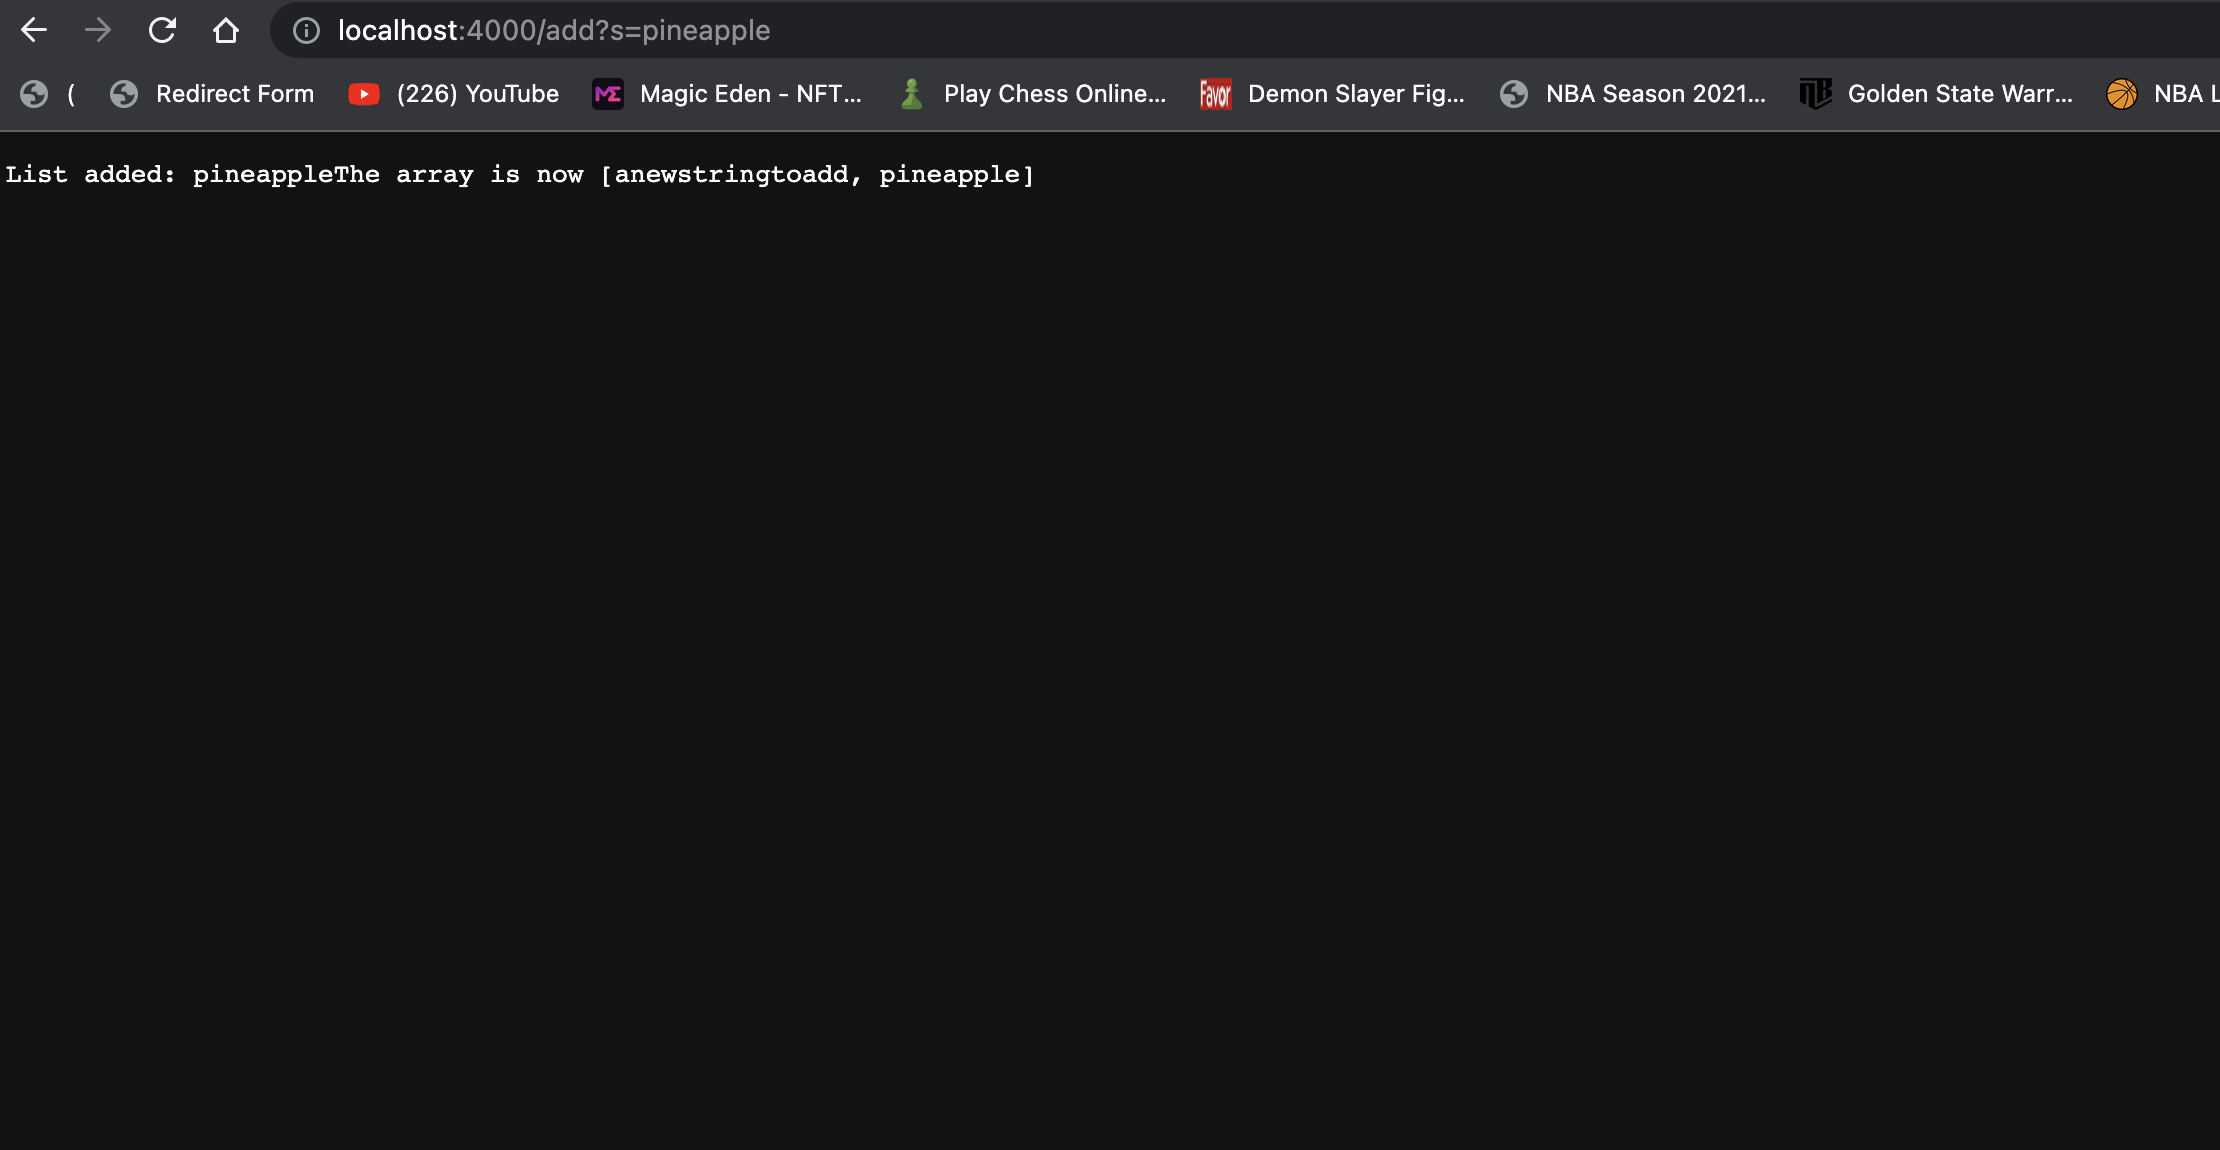 localhost:4000/add?s=pineapple
( Redirect Form (226) YouTube Magic Eden - NFT... Play Chess Online... Favor Demon Slayer Fig... NBA Season 2021... Golden State Warr... NBA L
List added: pineappleThe array is now [anewstringtoadd, pineapple]